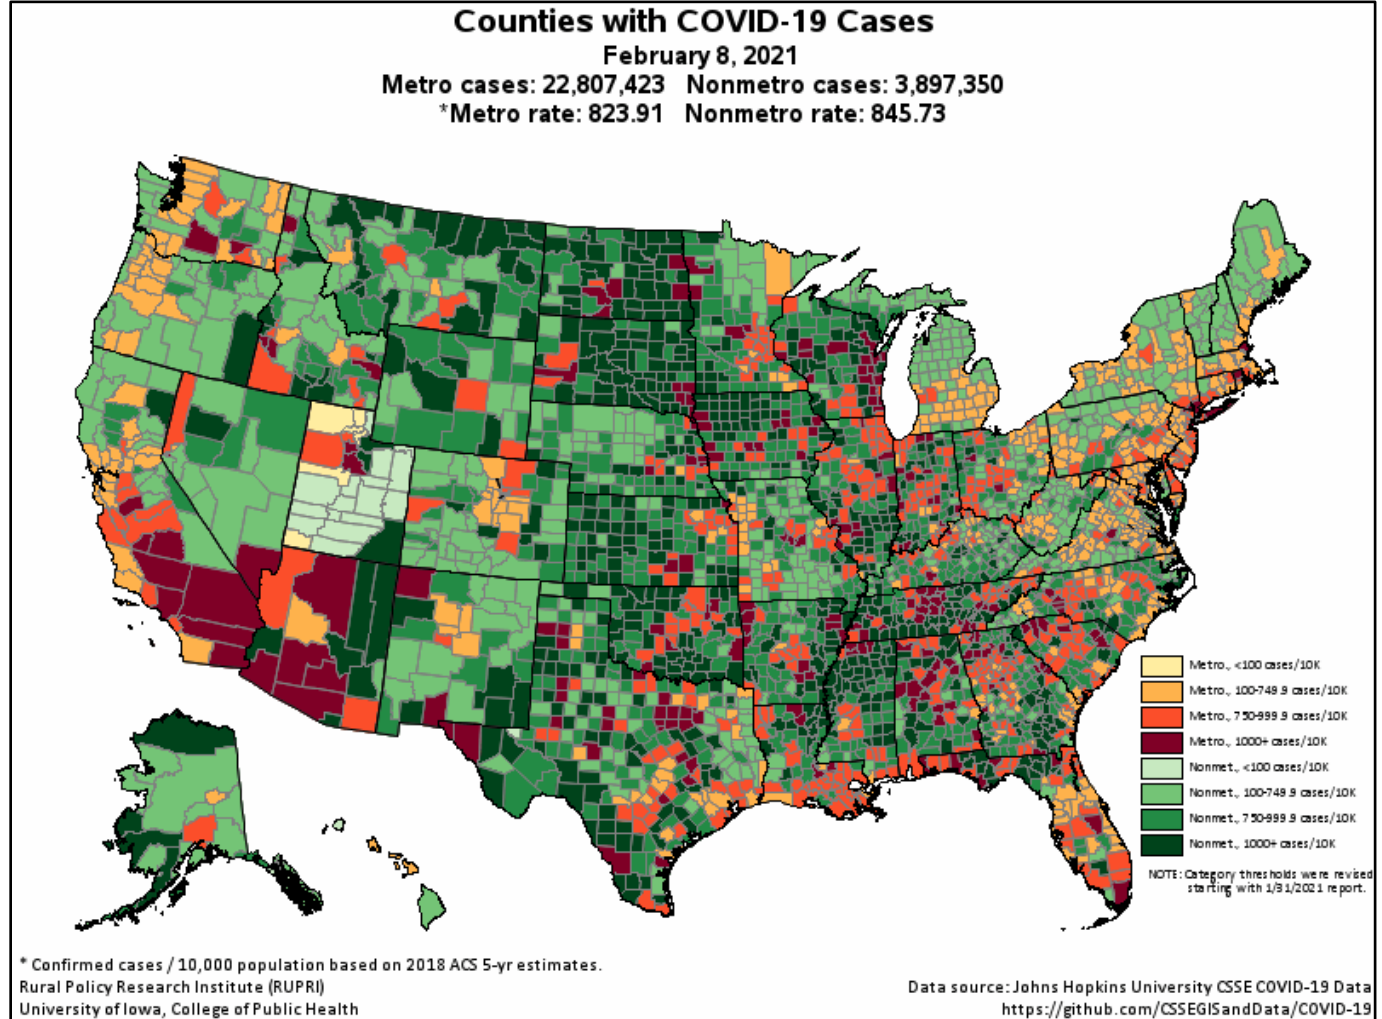 Counties with COVID-19 Cases
February 8, 2021
Metro cases: 22,807,423 Nonmetro cases: 3,897,350
*Metro rate: 823.91 Nonmetro rate: 845.73
Metro., <100 cases/10K
Metro., 100-749.9 cases/10K
Metro., 750-999.9 cases/10K
Metro., 1000+ cases/10K
Nonmet., <100 cases/10K
Nonmet., 100-749.9 cases/10K
Nonmet., 750-999.9 cases/10K
Nonmet., 1000+ cases/10K
NOTE: Category thresholds were revised
starting with 1/31/2021 report.
* Confirmed cases / 10,000 population based on 2018 ACS 5-yr estimates.
Rural Policy Research Institute (RUPRI)
University of Iowa, College of Public Health
Data source: Johns Hopkins University CSSE COVID-19 Data
https://github.com/CSSEGISandData/COVID-19